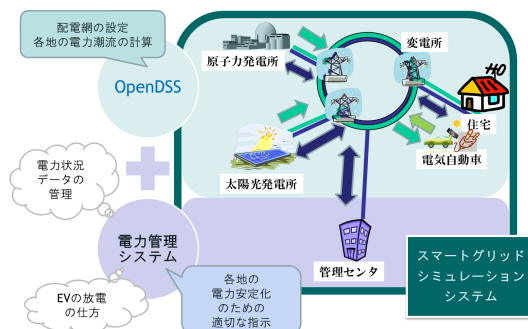 配電網の設定
各地の電力潮流の計算
OpenDSS
原子力発電所
変電所
住宅
電気自動車
太陽光発電所
電力状況
データの
管理
電力管理
システム
管理センタ
EVの放電
の仕方
各地の
電力安定化
のための
適切な指示
スマートグリッド
シミュレーション
システム